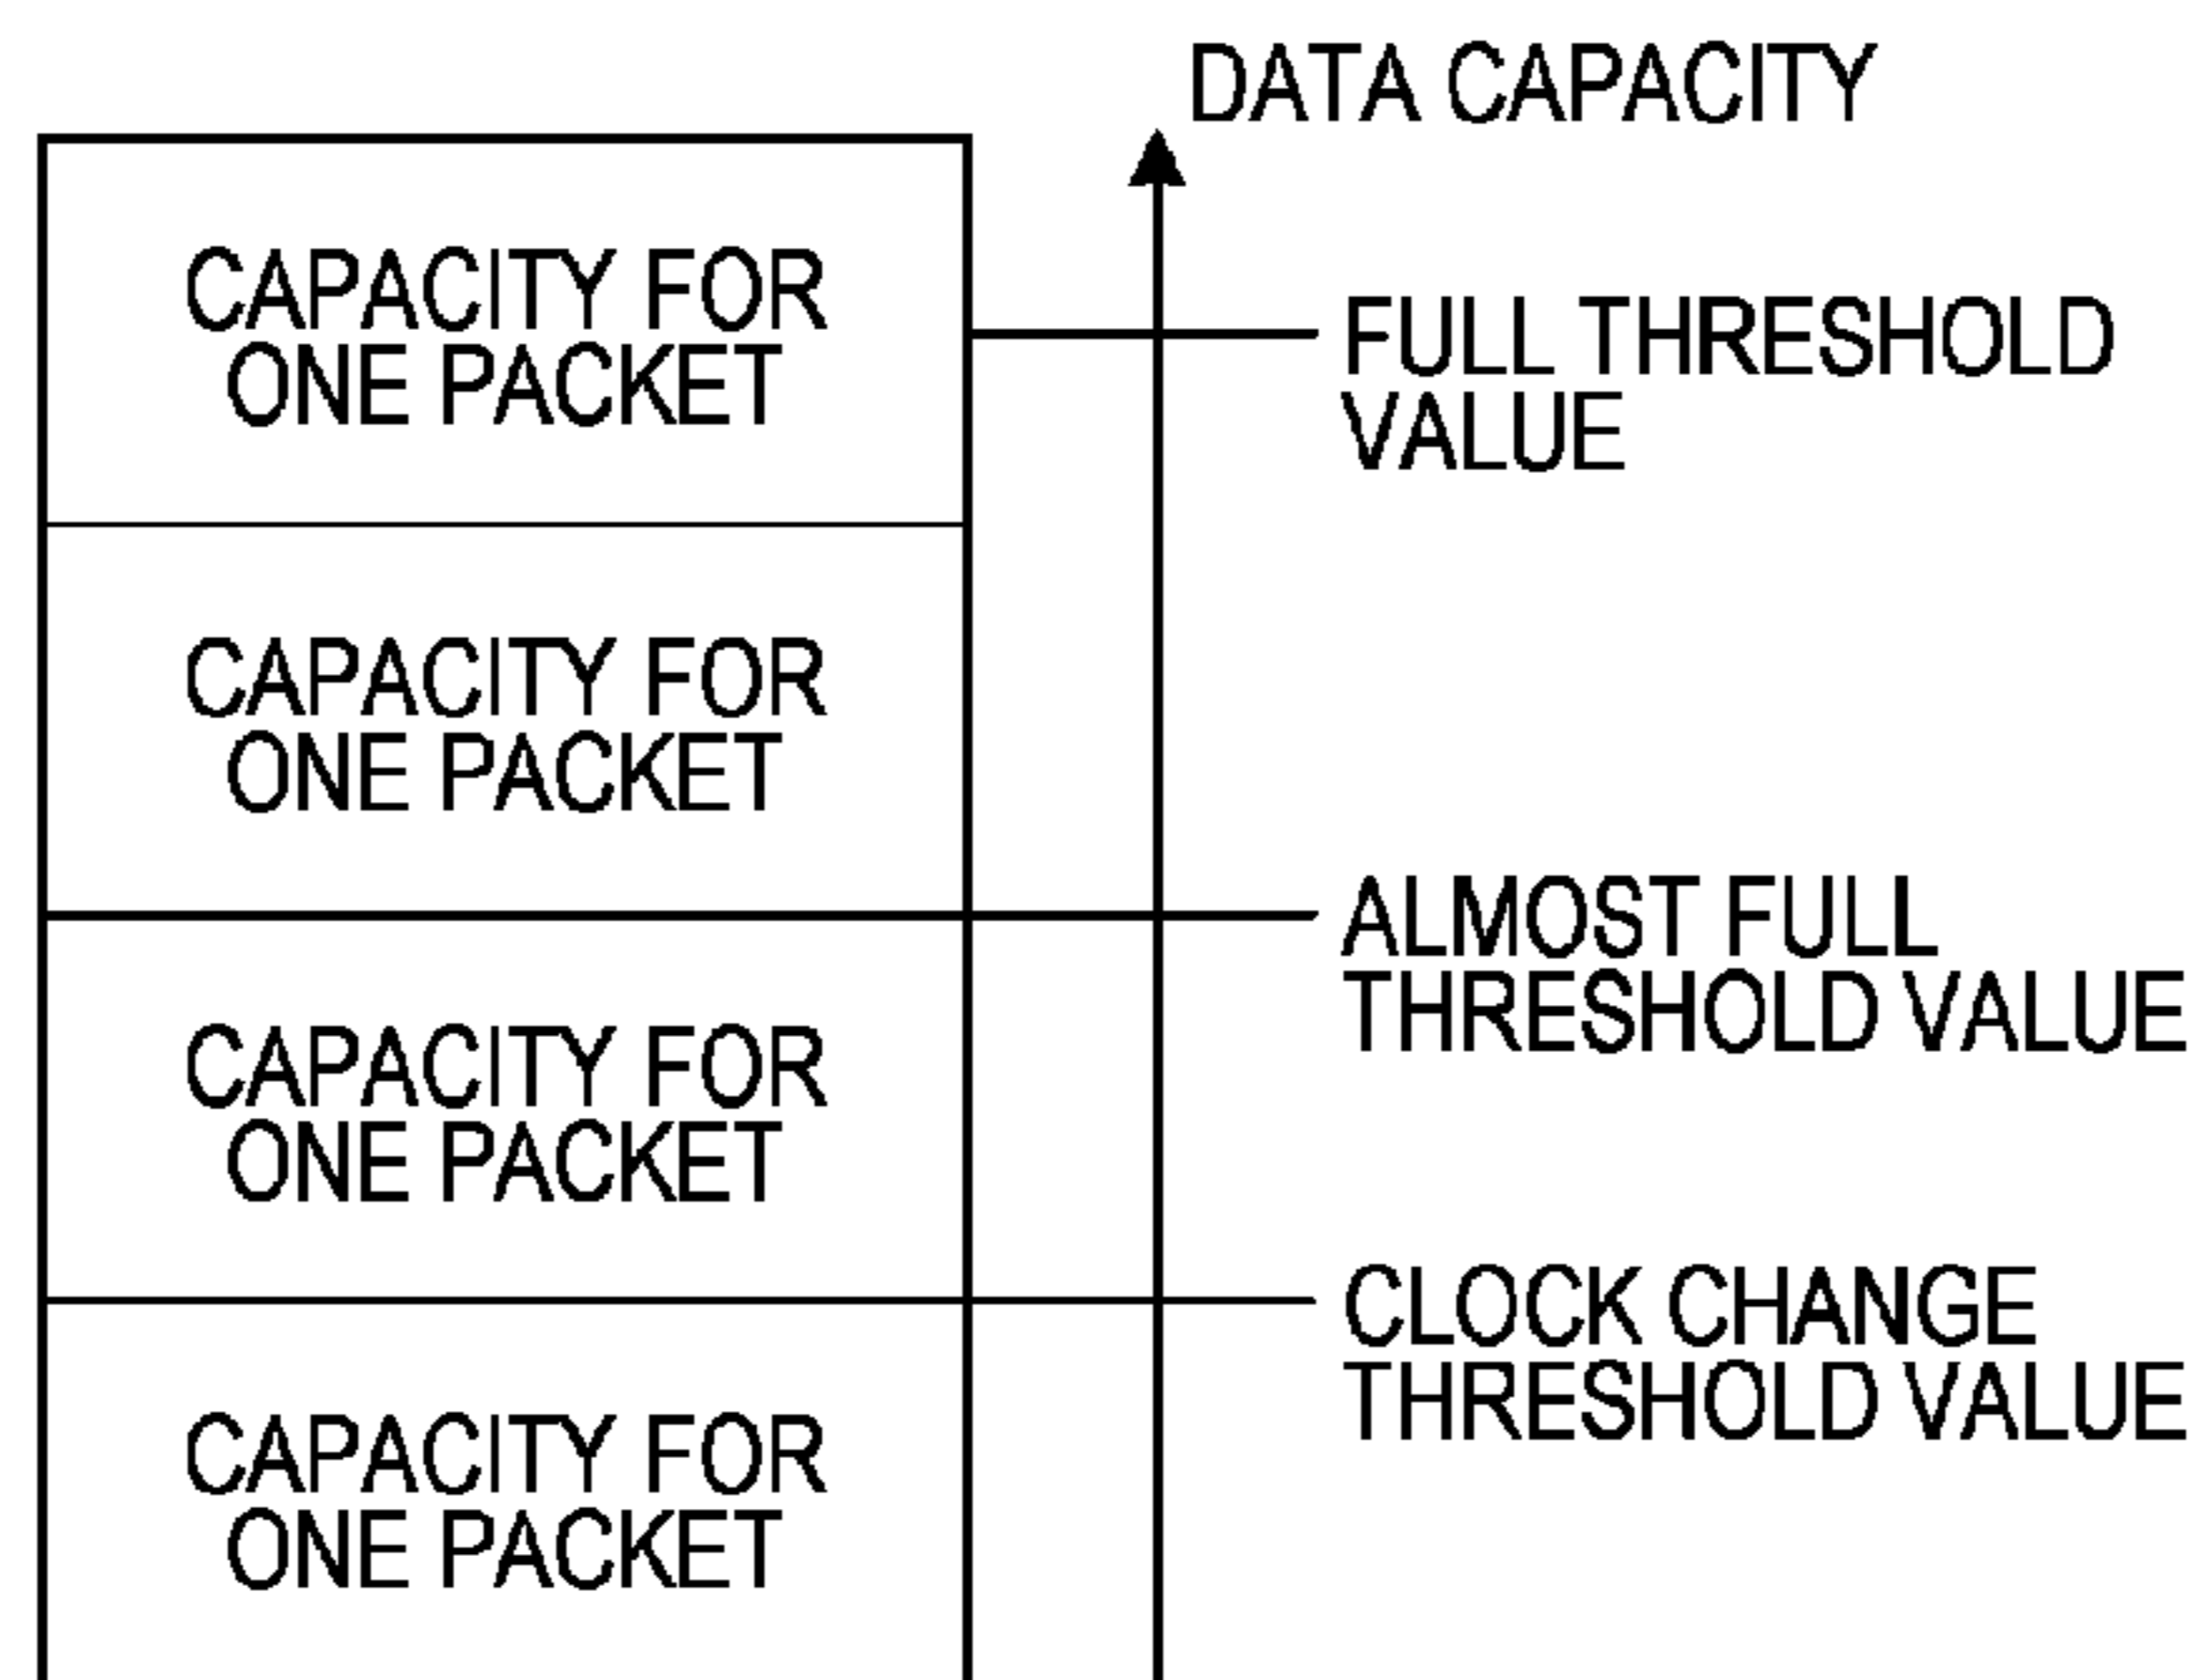 DATA CAPACITY
CAPACITY FOR
ONE PACKET
FULL THRESHOLD
VALUE
CAPACITY FOR
ONE PACKET
ALMOST FULL
THRESHOLD VALUE
CAPACITY FOR
ONE PACKET
CLOCK CHANGE
THRESHOLD VALUE
CAPACITY FOR
ONE PACKET